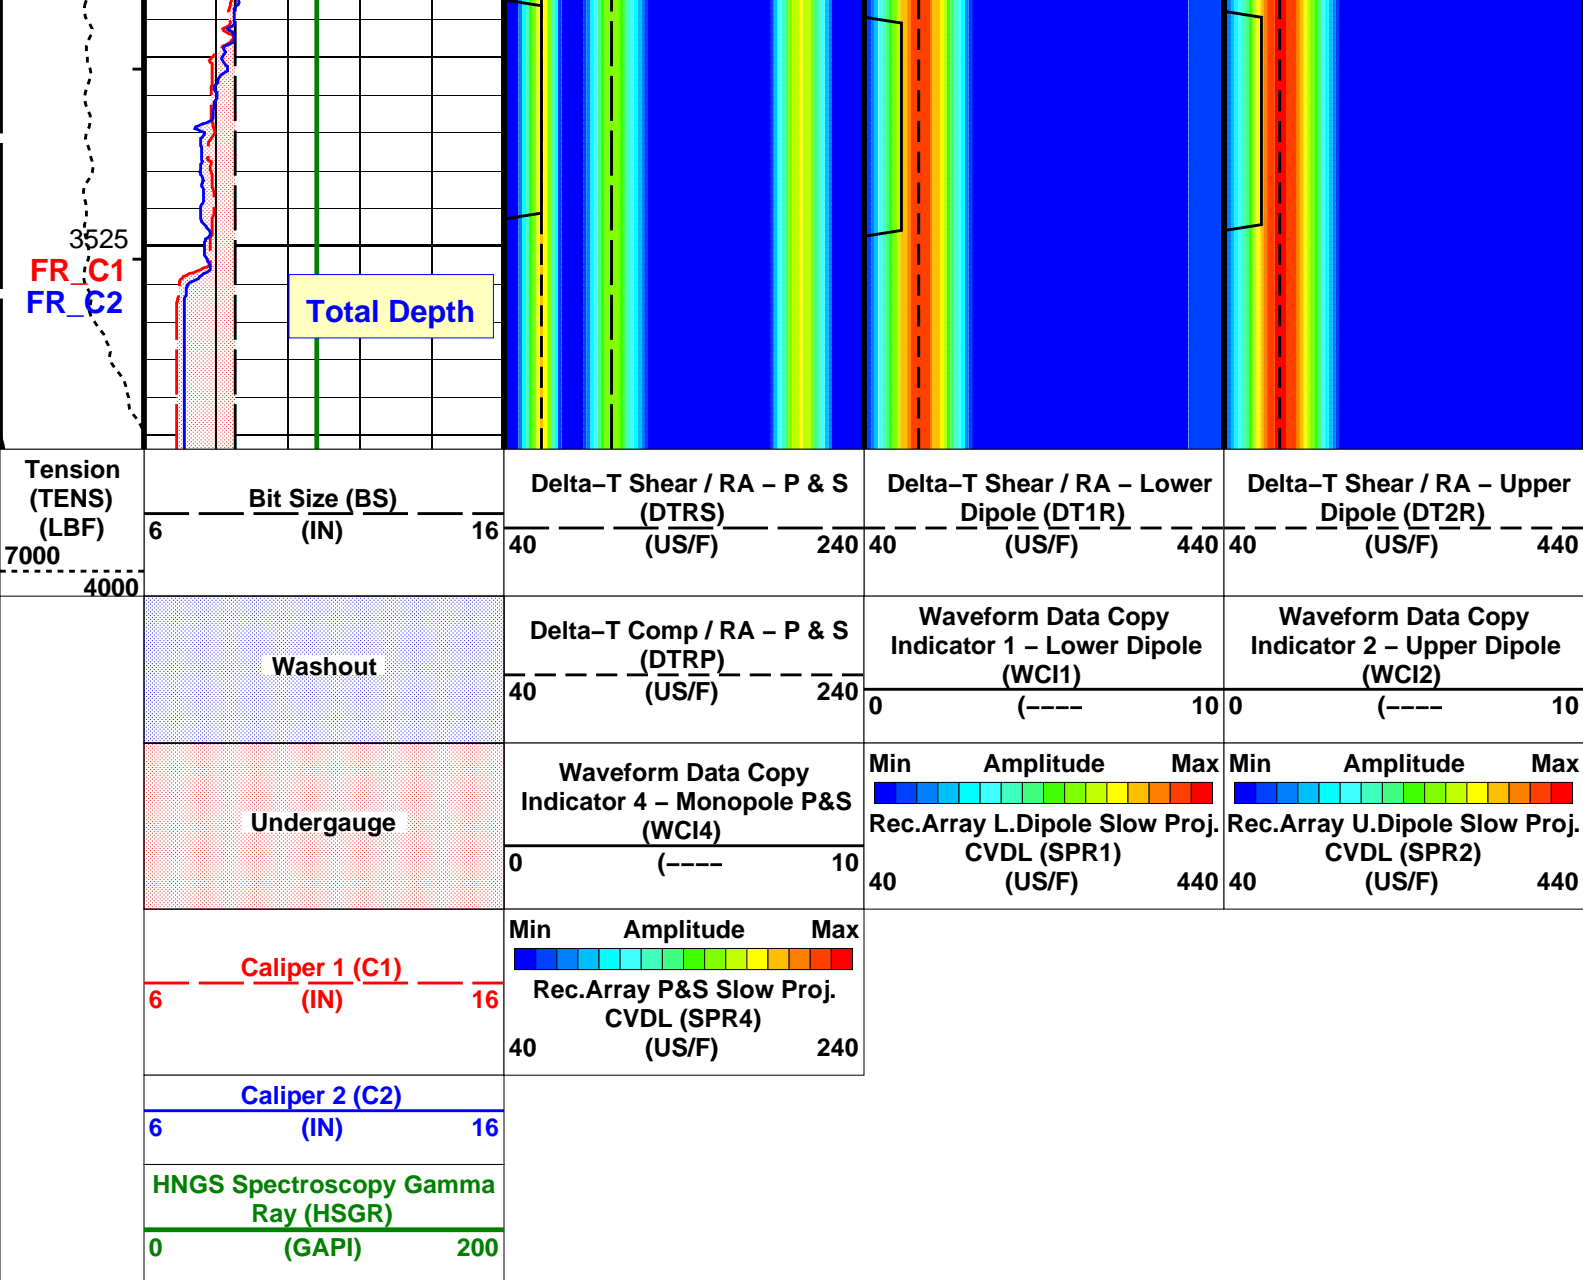 3525
FR_C1
FR_C2
Total Depth
Tension
(TENS)
(LBF)
7000
4000
Bit Size (BS)
6 (IN) 16
Delta–T Shear / RA – P & S
(DTRS)
40 (US/F) 240
Delta–T Shear / RA – Lower
Dipole (DT1R)
40 (US/F) 440
Delta–T Shear / RA – Upper
Dipole (DT2R)
40 (US/F) 440
Washout
Delta–T Comp / RA – P & S
(DTRP)
40 (US/F) 240
Waveform Data Copy
Indicator 1 – Lower Dipole
(WCI1)
0 (–––– 10
Waveform Data Copy
Indicator 2 – Upper Dipole
(WCI2)
0 (–––– 10
Undergauge
Waveform Data Copy
Indicator 4 – Monopole P&S
(WCI4)
0 (–––– 10
Min Amplitude Max
Rec.Array L.Dipole Slow Proj.
CVDL (SPR1)
40 (US/F) 440
Min Amplitude Max
Rec.Array U.Dipole Slow Proj.
CVDL (SPR2)
40 (US/F) 440
Caliper 1 (C1)
6 (IN) 16
Min Amplitude Max
Rec.Array P&S Slow Proj.
CVDL (SPR4)
40 (US/F) 240
Caliper 2 (C2)
6 (IN) 16
HNGS Spectroscopy Gamma
Ray (HSGR)
0 (GAPI) 200